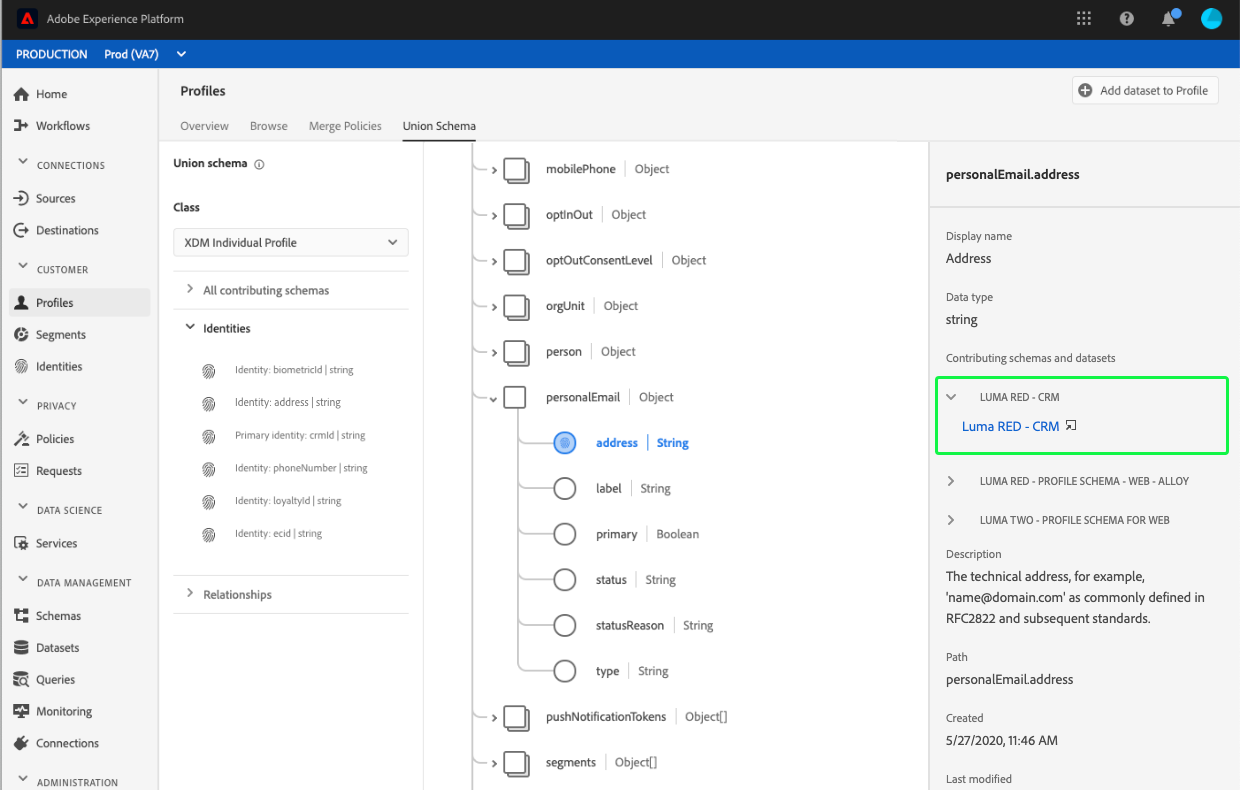 Adobe Experience Platform
PRODUCTION Prod (VA7)
Home
Workflows
CONNECTIONS
Sources
Destinations
CUSTOMER
Profiles
Segments
Identities
PRIVACY
Policies
Requests
DATA SCIENCE
Services
DATA MANAGEMENT
Schemas
Datasets
Queries
Monitoring
Connections
ADMINISTRATION
Profiles
Add dataset to Profile
Overview Browse Merge Policies Union Schema
Union schema
Class
XDM Individual Profile
All contributing schemas
Identities
Identity: biometricId | string
Identity: address | string
Primary identity: crmId | string
Identity: phoneNumber | string
Identity: loyaltyId | string
Identity: ecid | string
Relationships
mobilePhone Object
optInOut Object
optOutConsentLevel Object
orgUnit Object
person Object
personalEmail Object
address String
label String
primary Boolean
status String
statusReason String
type String
pushNotificationTokens Object[]
segments Object[]
personalEmail.address
Display name
Address
Data type
string
Contributing schemas and datasets
LUMA RED - CRM
Luma RED - CRM
LUMA RED - PROFILE SCHEMA - WEB - ALLOY
LUMA TWO - PROFILE SCHEMA FOR WEB
Description
The technical address, for example,
'name@domain.com' as commonly defined in
RFC2822 and subsequent standards.
Path
personalEmail.address
Created
5/27/2020, 11:46 AM
Last modified